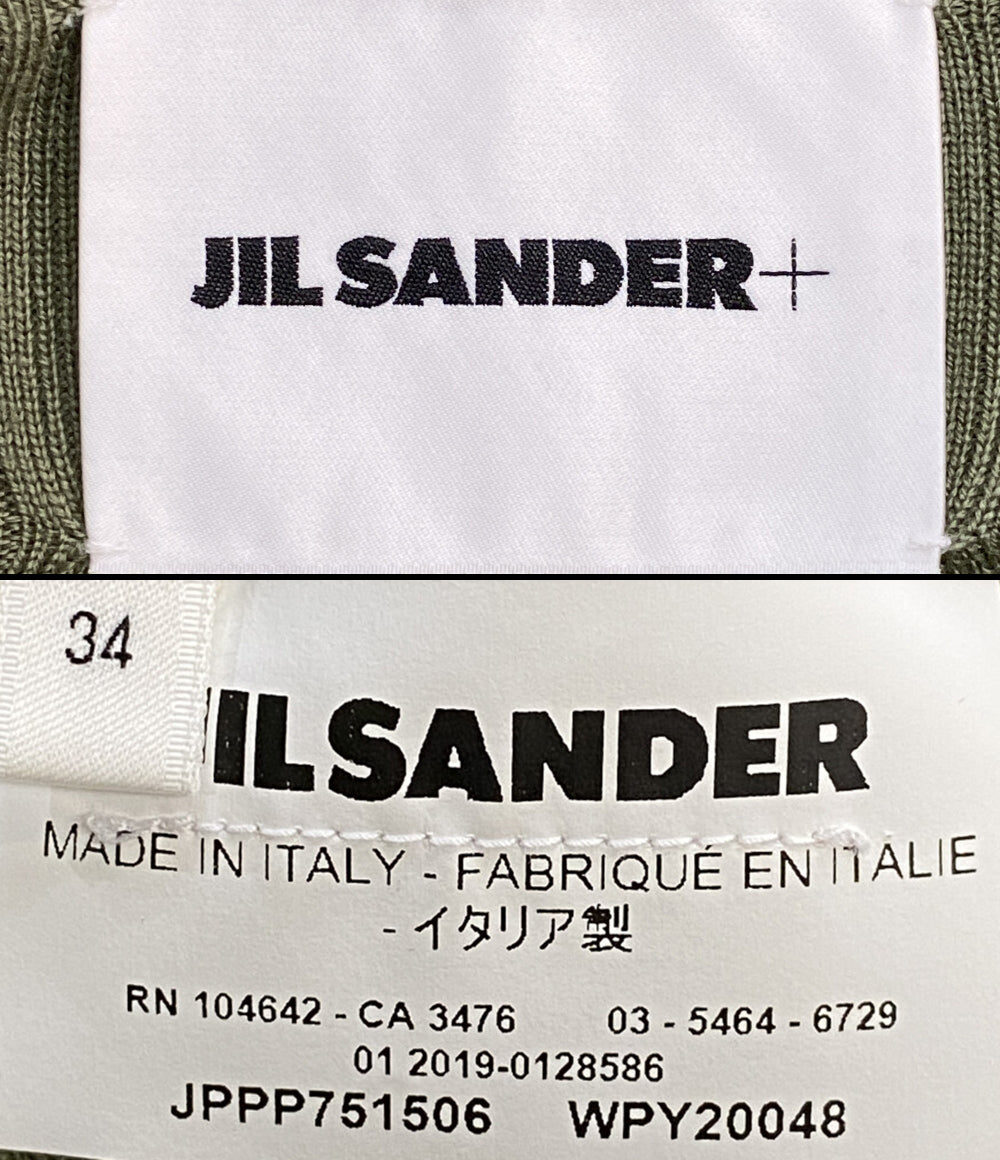 JIL SANDER+
34
JIL SANDER
MADE IN ITALY - FABRIQUÉ EN ITALIE
- イタリア製
RN 104642 - CA 3476 03 - 5464 - 6729
01 2019-0128586
JPPP751506 WPY20048